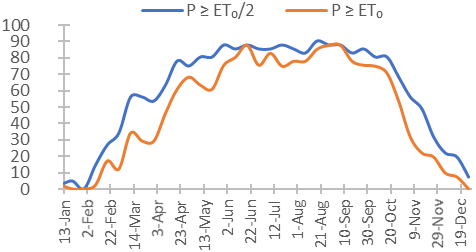 P ≥ ET₀/2 P ≥ ET₀
100
90
80
70
60
50
40
30
20
10
0
13-Jan
2-Feb
22-Feb
14-Mar
3-Apr
23-Apr
13-May
2-Jun
22-Jun
12-Jul
1-Aug
21-Aug
10-Sep
30-Sep
20-Oct
9-Nov
29-Nov
19-Dec